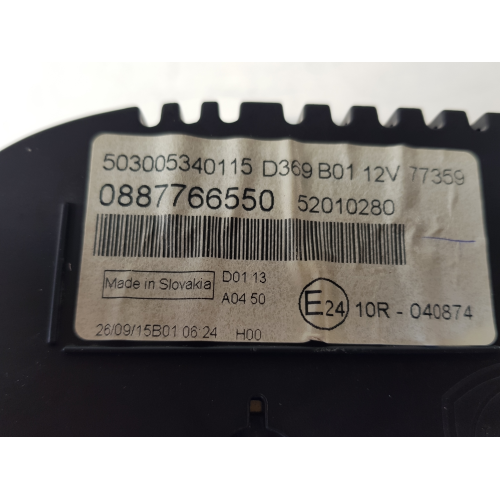 503005340115 D369 B01 12V 77359
0887766550 52010280
Made in Slovakia
D01 13
A04 50
E24 10R - 040874
26/09/15B01 06:24 H00